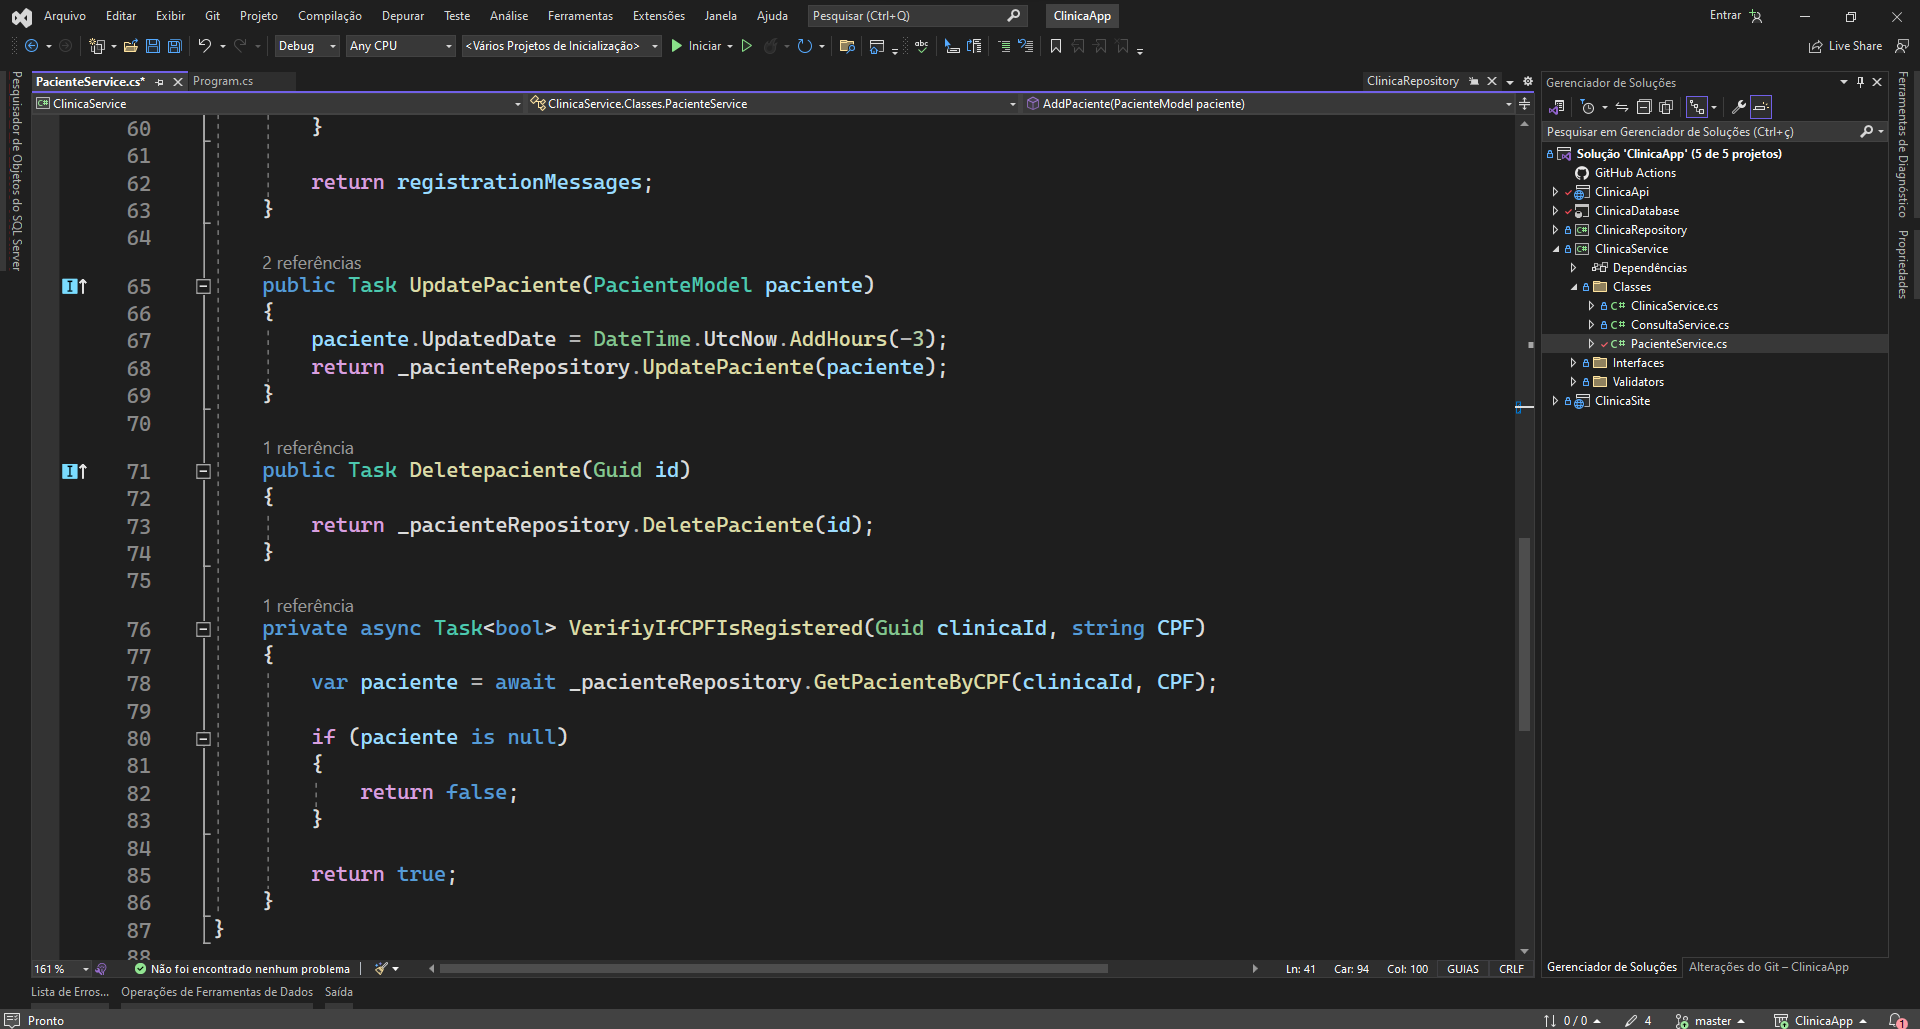 Arquivo Editar Exibir Git Projeto Compilação Depurar Teste Análise Ferramentas Extensões Janela Ajuda Pesquisar (Ctrl+Q) ClinicaApp Entrar
Debug Any CPU <Vários Projetos de Inicialização> Iniciar abc Live Share
Pesquisador de Objetos do SQL Server
PacienteService.cs* Program.cs ClinicaRepository
C# ClinicaService ClinicaService.Classes.PacienteService AddPaciente(PacienteModel paciente)
60 }
61
62 return registrationMessages;
63 }
64
2 referências
65 public Task UpdatePaciente(PacienteModel paciente)
66 {
67 paciente.UpdatedDate = DateTime.UtcNow.AddHours(-3);
68 return _pacienteRepository.UpdatePaciente(paciente);
69 }
70
1 referência
71 public Task Deletepaciente(Guid id)
72 {
73 return _pacienteRepository.DeletePaciente(id);
74 }
75
1 referência
76 private async Task<bool> VerifiyIfCPFIsRegistered(Guid clinicaId, string CPF)
77 {
78 var paciente = await _pacienteRepository.GetPacienteByCPF(clinicaId, CPF);
79
80 if (paciente is null)
81 {
82 return false;
83 }
84
85 return true;
86 }
87 }
88
161 % Não foi encontrado nenhum problema Ln: 41 Car: 94 Col: 100 GUIAS CRLF
Gerenciador de Soluções
Pesquisar em Gerenciador de Soluções (Ctrl+ç)
Solução 'ClinicaApp' (5 de 5 projetos)
GitHub Actions
ClinicaApi
ClinicaDatabase
C# ClinicaRepository
C# ClinicaService
Dependências
Classes
C# ClinicaService.cs
C# ConsultaService.cs
C# PacienteService.cs
Interfaces
Validators
ClinicaSite
Gerenciador de Soluções Alterações do Git – ClinicaApp
Ferramentas de Diagnóstico
Propriedades
Lista de Erros... Operações de Ferramentas de Dados Saída
Pronto 0 / 0 4 master ClinicaApp 1